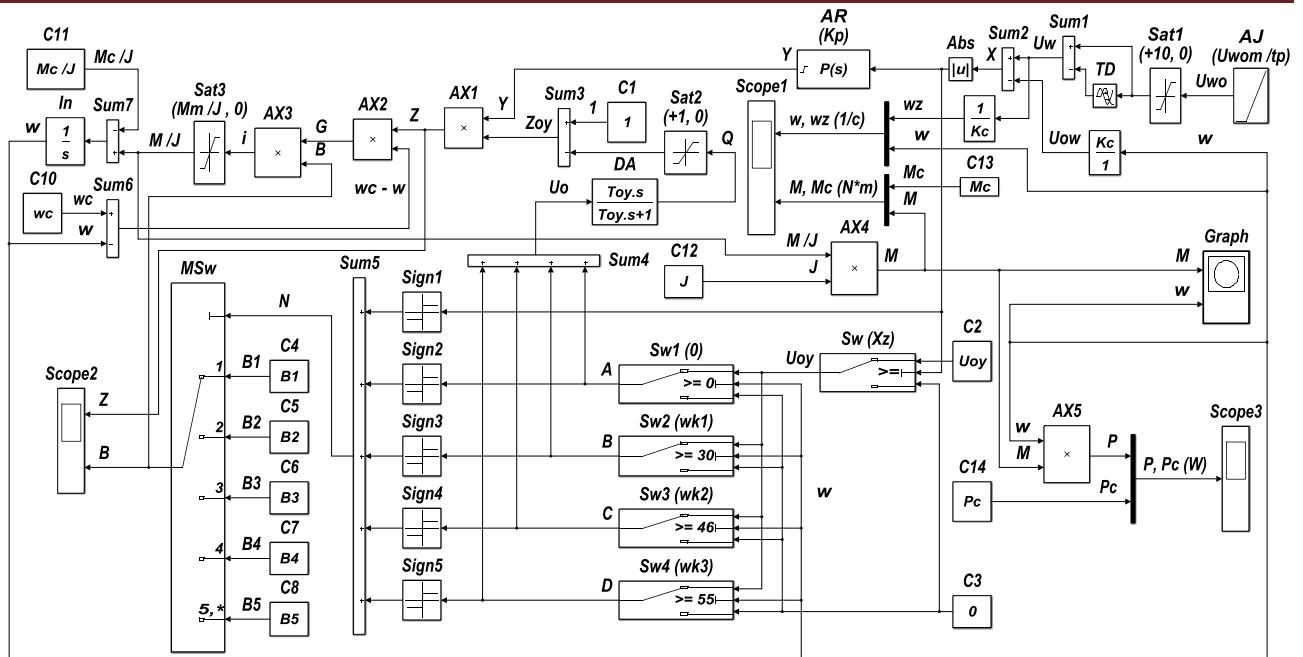 C11
Mc /J
Mc /J
In
w
1
s
Sum7
Sat3
(Mm /J , 0)
M /J
i
AX3
G
B
AX2
Z
AX1
Y
Sum3
Zoy
1
C1
1
Sat2
(+1, 0)
Q
DA
Toy.s
Toy.s+1
Uo
AR
(Kp)
Y
P(s)
Scope1
Abs
|u|
X
Sum2
Uw
Sum1
TD
Sat1
(+10, 0)
Uwo
AJ
(Uwom /tp)
wz
w
w, wz (1/c)
1
Kc
Uow
Kc
1
w
C10
wc
wc
w
Sum6
wc - w
M, Mc (N*m)
Mc
M
C13
Mc
AX4
M /J
J
M
C12
J
Graph
M
w
MSw
N
Sum5
Sum4
Sign1
Sign2
Sign3
Sign4
Sign5
1
B1
C4
B1
2
B2
C5
B2
3
B3
C6
B3
4
B4
C7
B4
5,*
B5
C8
B5
Scope2
Z
B
A
Sw1 (0)
>= 0
B
Sw2 (wk1)
>= 30
C
Sw3 (wk2)
>= 46
D
Sw4 (wk3)
>= 55
Uoy
Sw (Xz)
>=
C2
Uoy
w
C3
0
AX5
w
M
P
C14
Pc
Pc
P, Pc (W)
Scope3